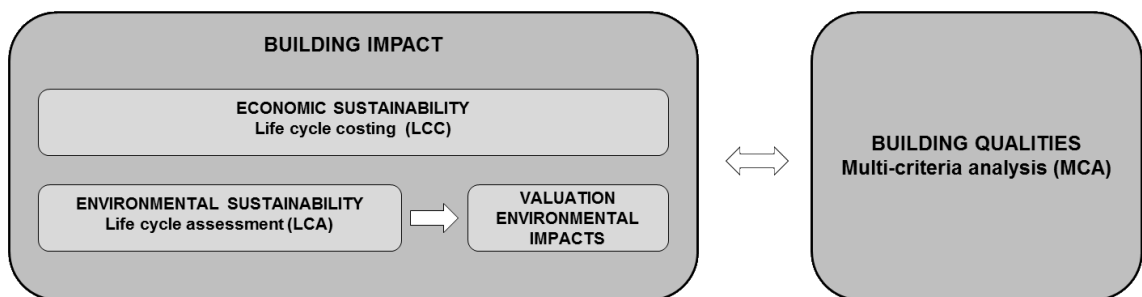 BUILDING IMPACT
ECONOMIC SUSTAINABILITY
Life cycle costing (LCC)
ENVIRONMENTAL SUSTAINABILITY
Life cycle assessment (LCA)
VALUATION
ENVIRONMENTAL
IMPACTS
BUILDING QUALITIES
Multi-criteria analysis (MCA)